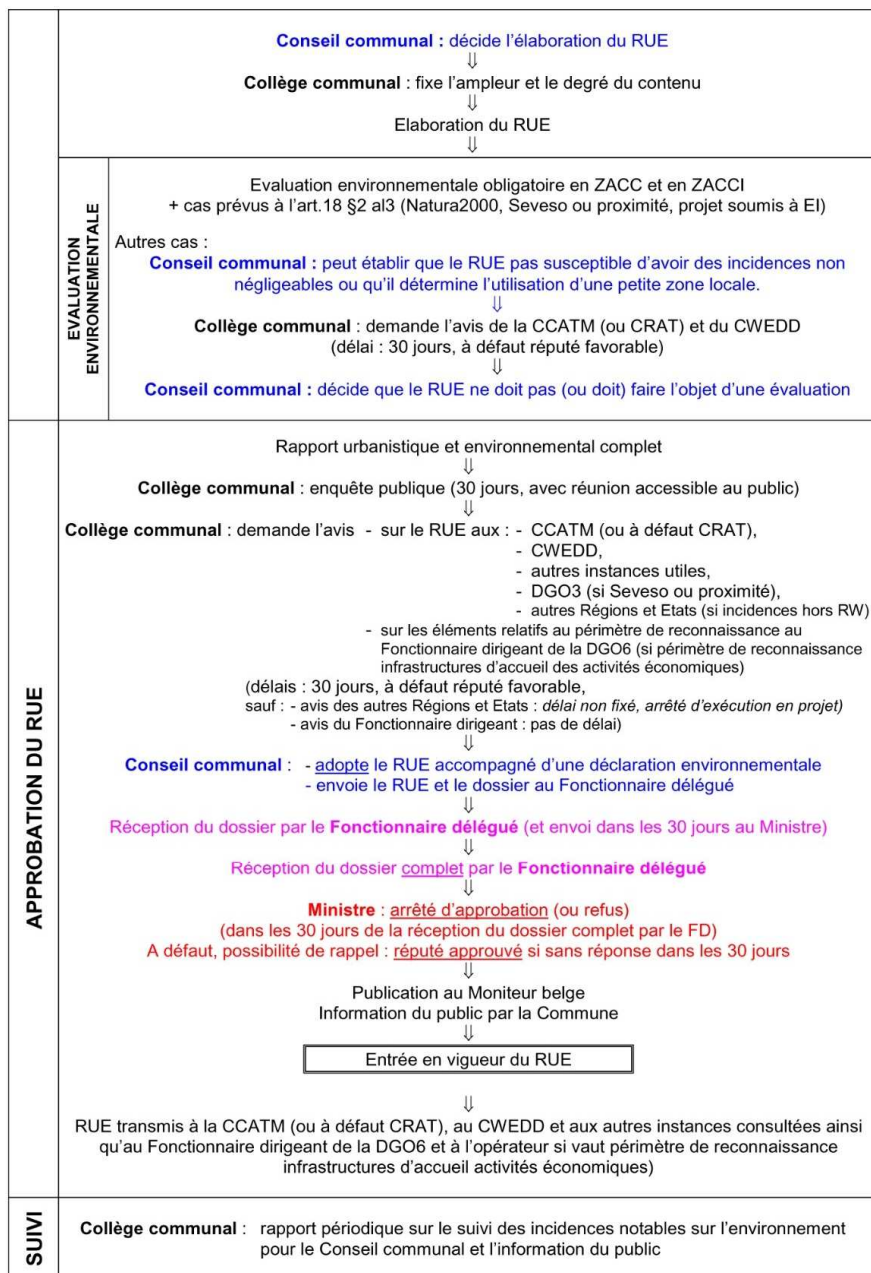 Conseil communal : décide l'élaboration du RUE
⇓
Collège communal : fixe l'ampleur et le degré du contenu
⇓
Elaboration du RUE
⇓
EVALUATION
ENVIRONNEMENTALE
Evaluation environnementale obligatoire en ZACC et en ZACCI
+ cas prévus à l'art.18 §2 al3 (Natura2000, Seveso ou proximité, projet soumis à EI)
Autres cas :
Conseil communal : peut établir que le RUE pas susceptible d'avoir des incidences non
négligeables ou qu'il détermine l'utilisation d'une petite zone locale.
⇓
Collège communal : demande l'avis de la CCATM (ou CRAT) et du CWEDD
(délai : 30 jours, à défaut réputé favorable)
⇓
Conseil communal : décide que le RUE ne doit pas (ou doit) faire l'objet d'une évaluation
APPROBATION DU RUE
Rapport urbanistique et environnemental complet
⇓
Collège communal : enquête publique (30 jours, avec réunion accessible au public)
⇓
Collège communal : demande l'avis - sur le RUE aux : - CCATM (ou à défaut CRAT),
- CWEDD,
- autres instances utiles,
- DGO3 (si Seveso ou proximité),
- autres Régions et Etats (si incidences hors RW)
- sur les éléments relatifs au périmètre de reconnaissance au
Fonctionnaire dirigeant de la DGO6 (si périmètre de reconnaissance
infrastructures d'accueil des activités économiques)
(délais : 30 jours, à défaut réputé favorable,
sauf : - avis des autres Régions et Etats : délai non fixé, arrêté d'exécution en projet)
- avis du Fonctionnaire dirigeant : pas de délai)
⇓
Conseil communal : - adopte le RUE accompagné d'une déclaration environnementale
- envoie le RUE et le dossier au Fonctionnaire délégué
⇓
Réception du dossier par le Fonctionnaire délégué (et envoi dans les 30 jours au Ministre)
⇓
Réception du dossier complet par le Fonctionnaire délégué
⇓
Ministre : arrêté d'approbation (ou refus)
(dans les 30 jours de la réception du dossier complet par le FD)
A défaut, possibilité de rappel : réputé approuvé si sans réponse dans les 30 jours
⇓
Publication au Moniteur belge
Information du public par la Commune
⇓
Entrée en vigueur du RUE
⇓
RUE transmis à la CCATM (ou à défaut CRAT), au CWEDD et aux autres instances consultées ainsi
qu'au Fonctionnaire dirigeant de la DGO6 et à l'opérateur si vaut périmètre de reconnaissance
infrastructures d'accueil activités économiques)
SUIVI
Collège communal : rapport périodique sur le suivi des incidences notables sur l'environnement
pour le Conseil communal et l'information du public